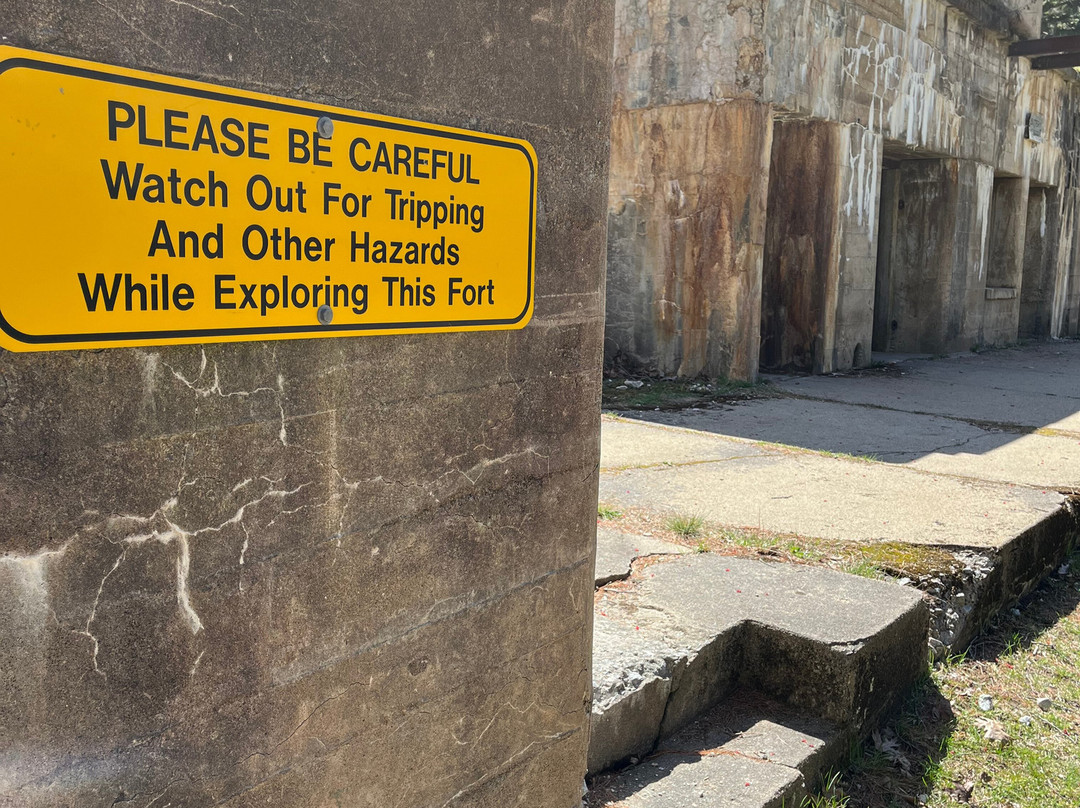 PLEASE BE CAREFUL
Watch Out For Tripping
And Other Hazards
While Exploring This Fort